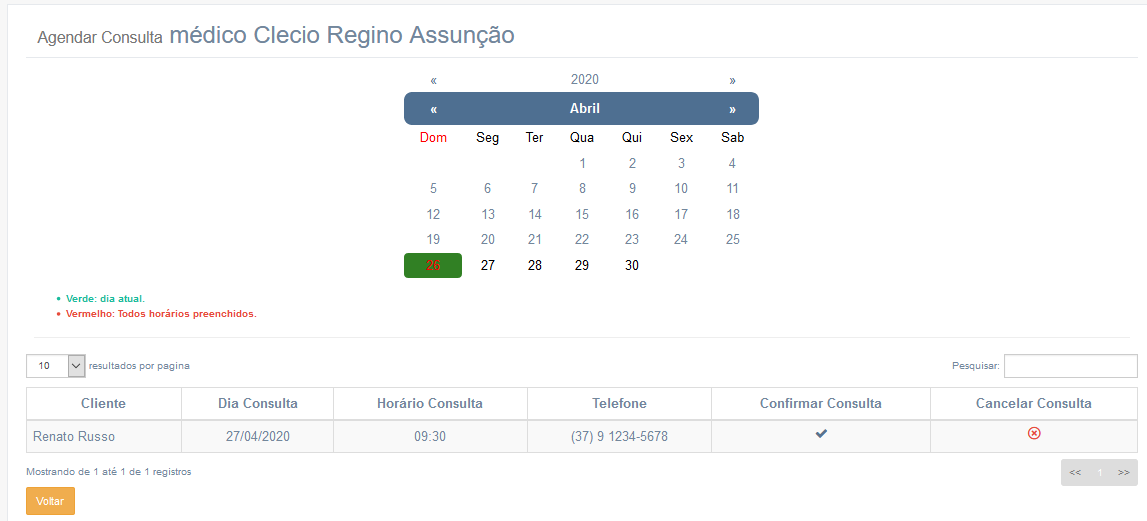 Agendar Consulta médico Clecio Regino Assunção
« 2020 »
« Abril »
Dom Seg Ter Qua Qui Sex Sab
1 2 3 4
5 6 7 8 9 10 11
12 13 14 15 16 17 18
19 20 21 22 23 24 25
26 27 28 29 30
• Verde: dia atual.
• Vermelho: Todos horários preenchidos.
10 resultados por pagina Pesquisar:
Cliente Dia Consulta Horário Consulta Telefone Confirmar Consulta Cancelar Consulta
Renato Russo 27/04/2020 09:30 (37) 9 1234-5678
Mostrando de 1 até 1 de 1 registros << 1 >>
Voltar